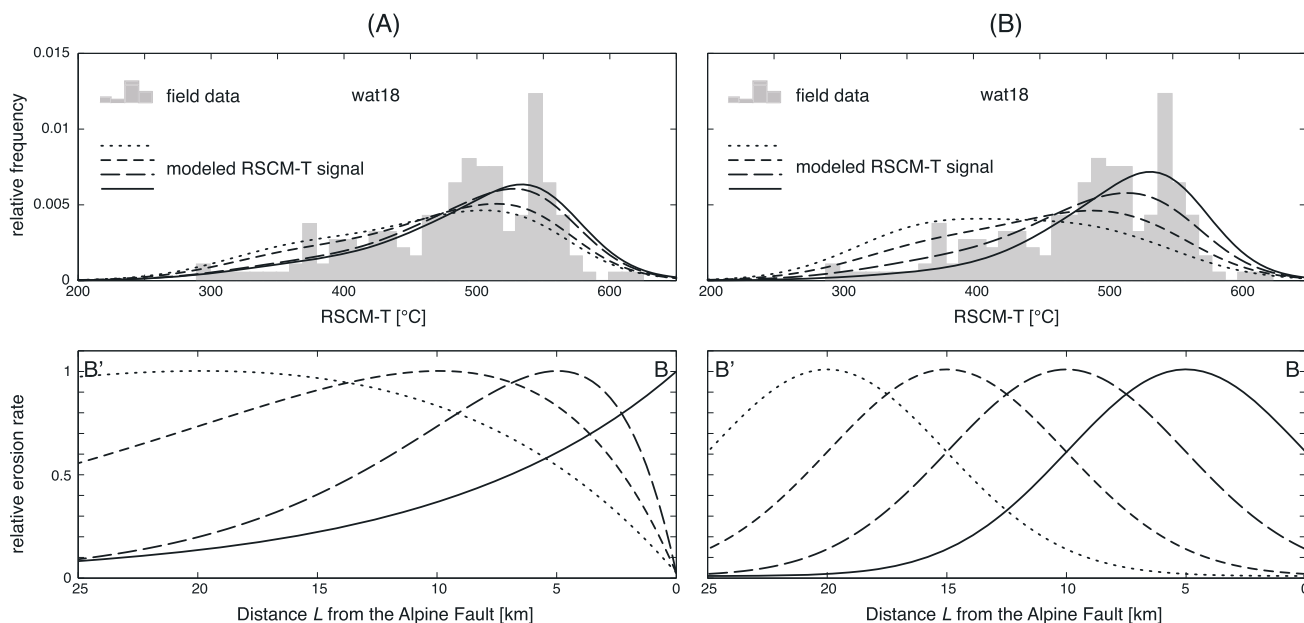 (A) (B)
0.015
0.01
0.005
0
relative frequency
field data wat18
modeled RSCM-T signal
200 300 400 500 600
RSCM-T [°C]
field data wat18
modeled RSCM-T signal
200 300 400 500 600
RSCM-T [°C]
B' B
1
0.5
0
relative erosion rate
25 20 15 10 5 0
Distance L from the Alpine Fault [km]
B' B
25 20 15 10 5 0
Distance L from the Alpine Fault [km]